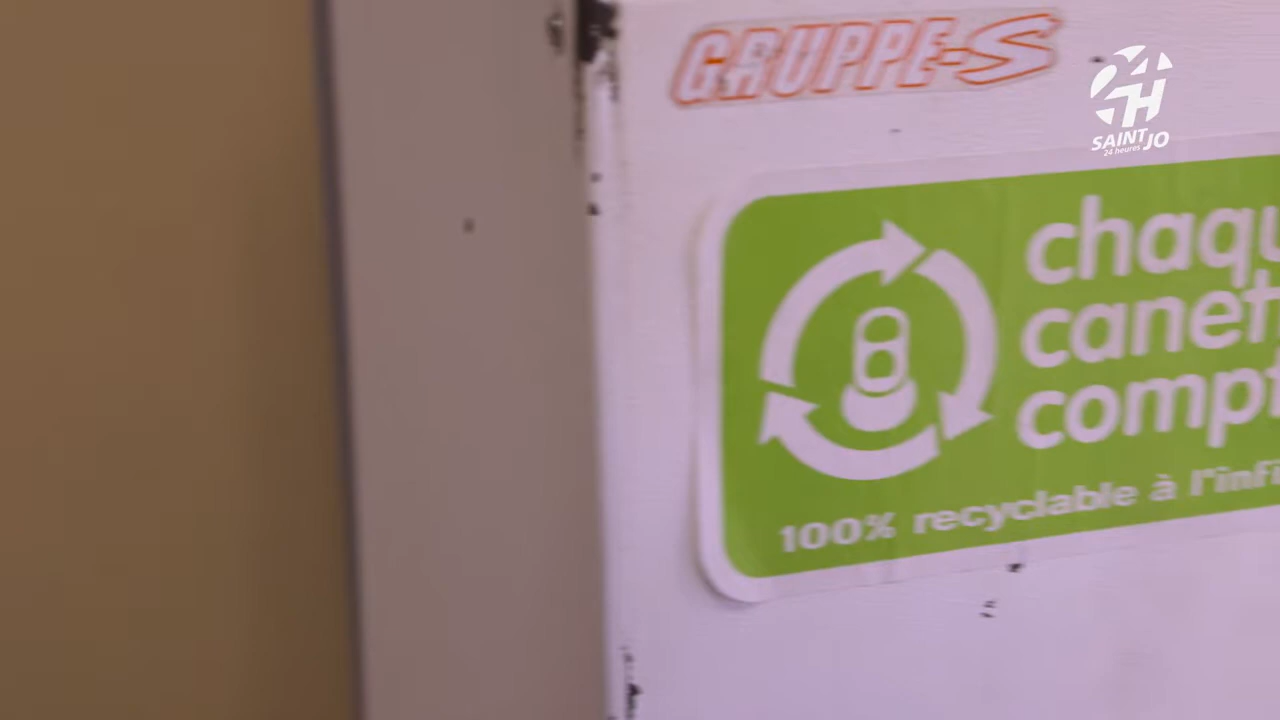 GRUPPE-S
24H
SAINT JO
24 heures
chaqu
canet
compt
100% recyclable à l'infi